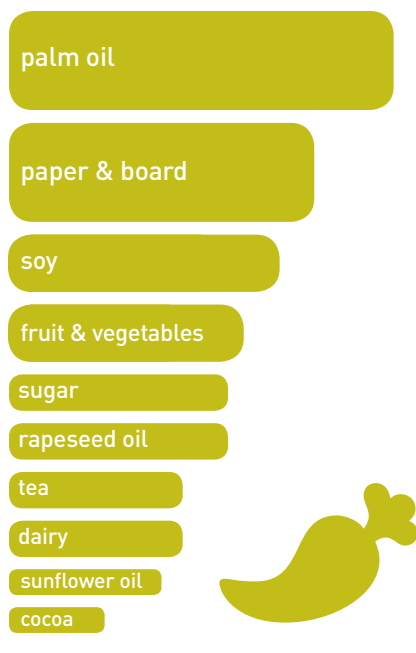 palm oil
paper & board
soy
fruit & vegetables
sugar
rapeseed oil
tea
dairy
sunflower oil
cocoa